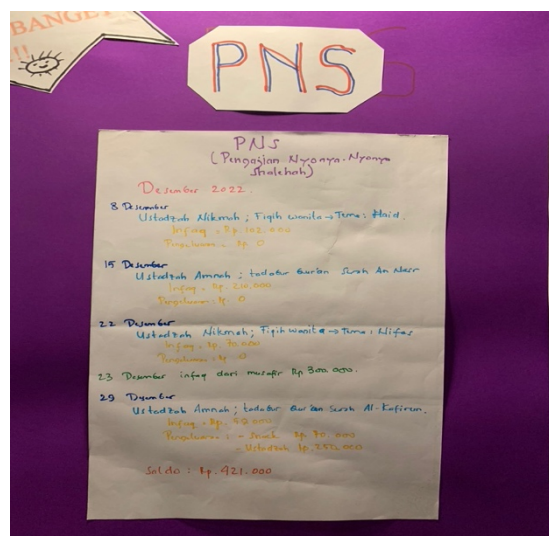 BANGET
!!
PNS
PNS
(Pengajian Nyonya-Nyonya
Shalehah)
Desember 2022.
8 Desember
Ustadzah Nikmah; Fiqih wanita → Tema: Haid.
Infaq: Rp. 102.000
Pengeluaran: Rp 0
15 Desember
Ustadzah Amnah; tadabur Qur'an Surah An Nasr
Infaq: Rp. 210.000
Pengeluaran: Rp. 0
22 Desember
Ustadzah Nikmah; Fiqih wanita → Tema: Nifas
Infaq: Rp. 70.000
Pengeluaran: Rp 0
23 Desember infaq dari musafir Rp 300.000.
29 Desember
Ustadzah Amnah; tadabur Qur'an Surah Al-Kafirun.
Infaq: Rp. 59.000
Pengeluaran: - Snack Rp 70.000
- Ustadzah Rp. 250.000
Saldo: Rp. 421.000